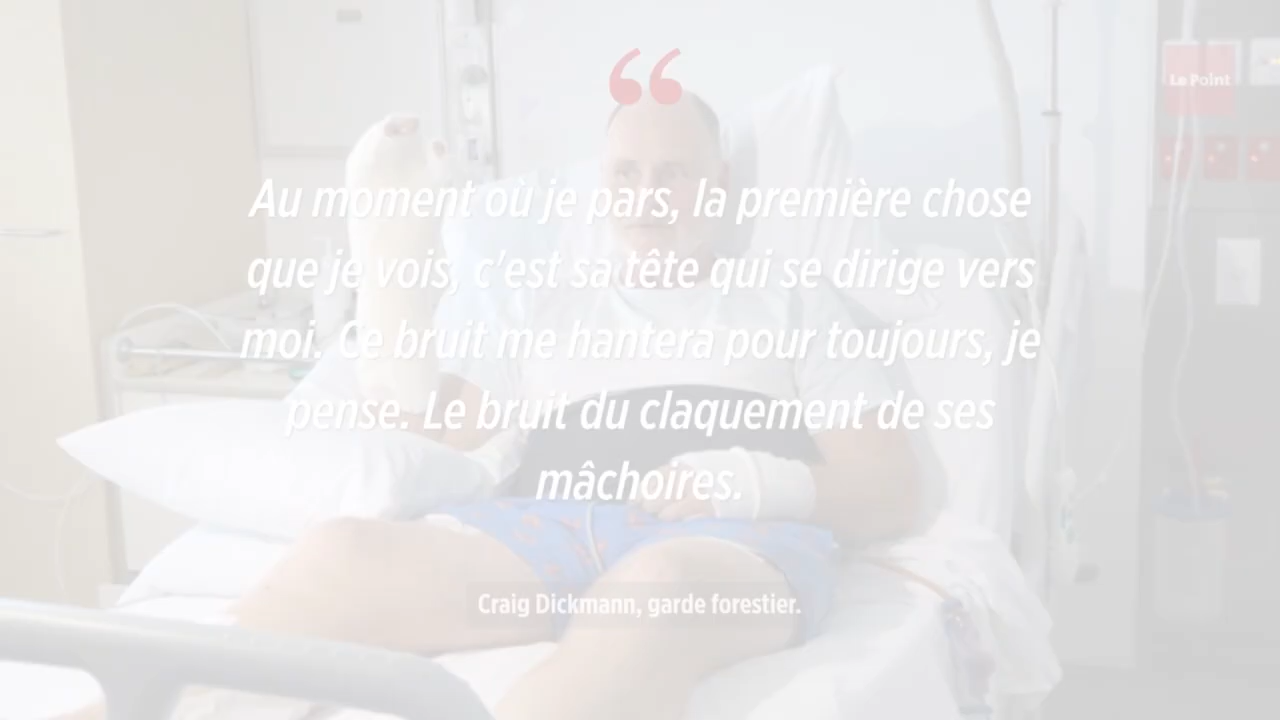 Le Point
Au moment où je pars, la première chose
que je vois, c'est sa tête qui se dirige vers
moi. Ce bruit me hantera pour toujours, je
pense. Le bruit du claquement de ses
mâchoires.
Craig Dickmann, garde forestier.